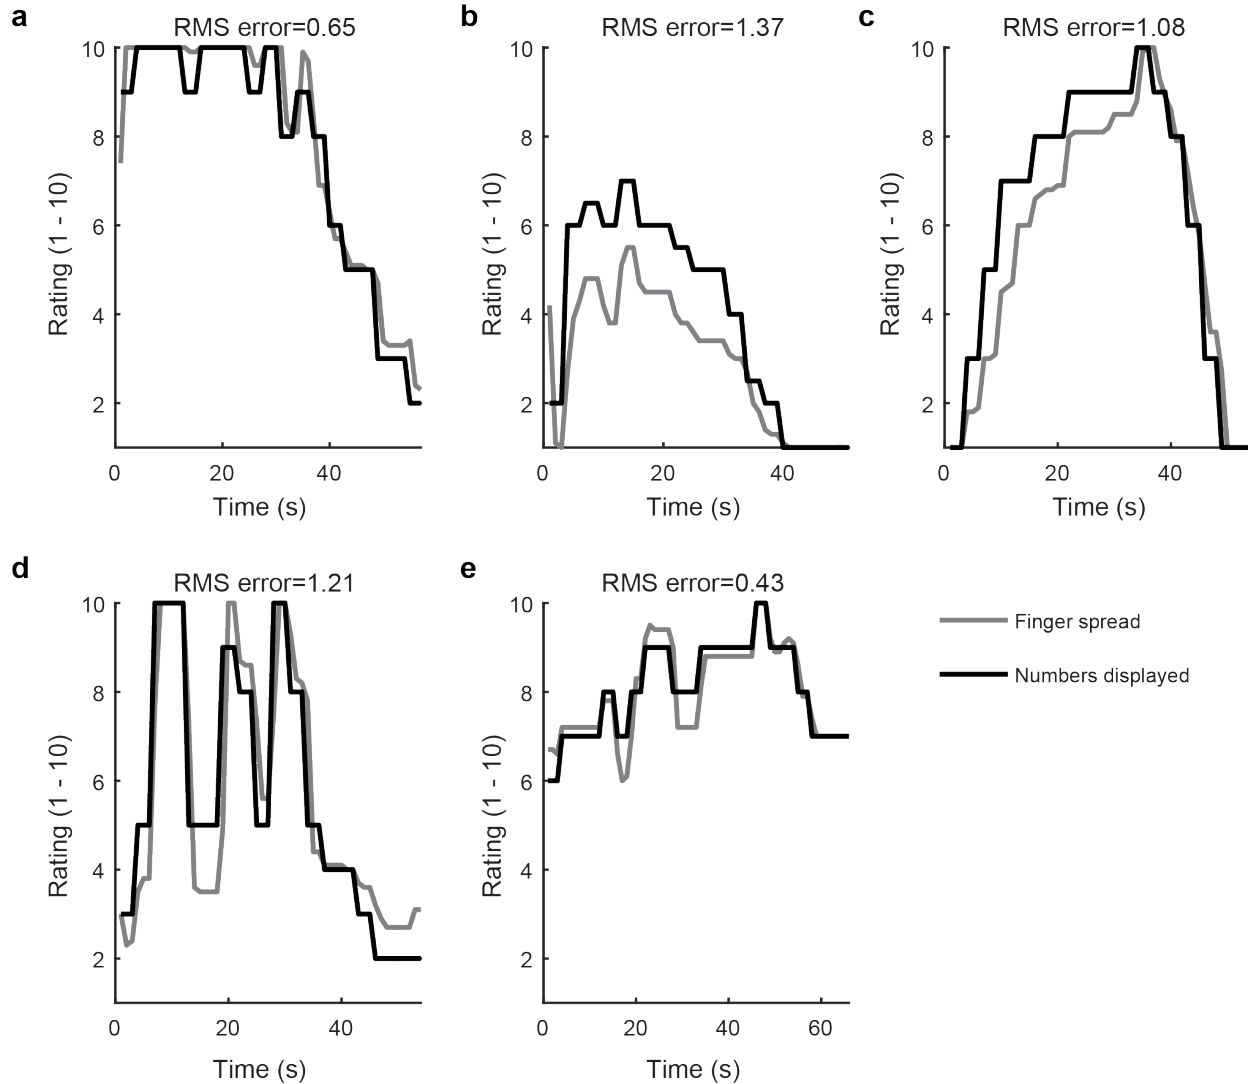 a
RMS error=0.65
10
8
6
4
2
0
20
40
Rating (1 - 10)
Time (s)
b
RMS error=1.37
10
8
6
4
2
0
20
40
Rating (1 - 10)
Time (s)
c
RMS error=1.08
10
8
6
4
2
0
20
40
Rating (1 - 10)
Time (s)
d
RMS error=1.21
10
8
6
4
2
0
20
40
Rating (1 - 10)
Time (s)
e
RMS error=0.43
10
8
6
4
2
0
20
40
60
Rating (1 - 10)
Time (s)
Finger spread
Numbers displayed